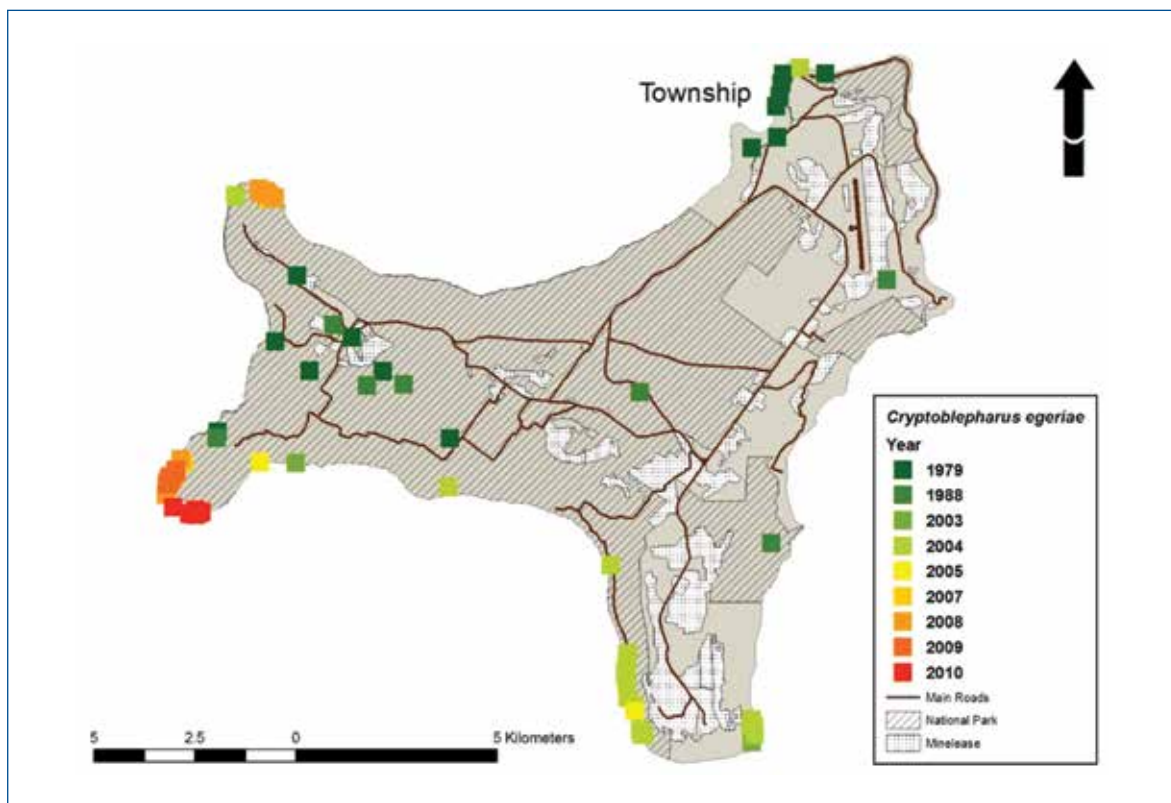 Township
Cryptoblepharus egeriae
Year
1979
1988
2003
2004
2005
2007
2008
2009
2010
Main Roads
National Park
Minelease
5 2.5 0 5 Kilometers